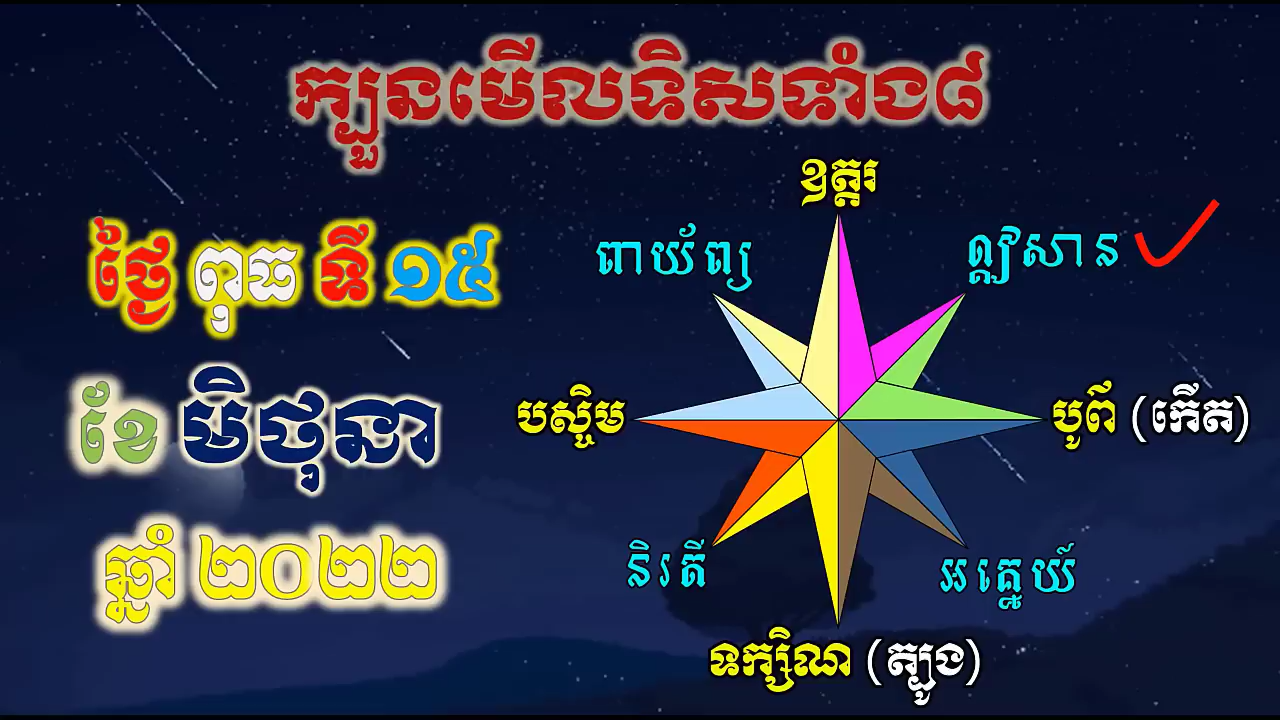 ក្បួនមើលទិសទាំង៨
ឧត្តរ
ពាយ័ព្យ
ឦសាន
ថ្ងៃ ពុធ ទី ១៥
ខែ មិថុនា
បស្ចិម
បូព៌ា (កើត)
ឆ្នាំ ២០២២
និរតី
អគ្នេយ៍
ទក្សិណ (ត្បូង)